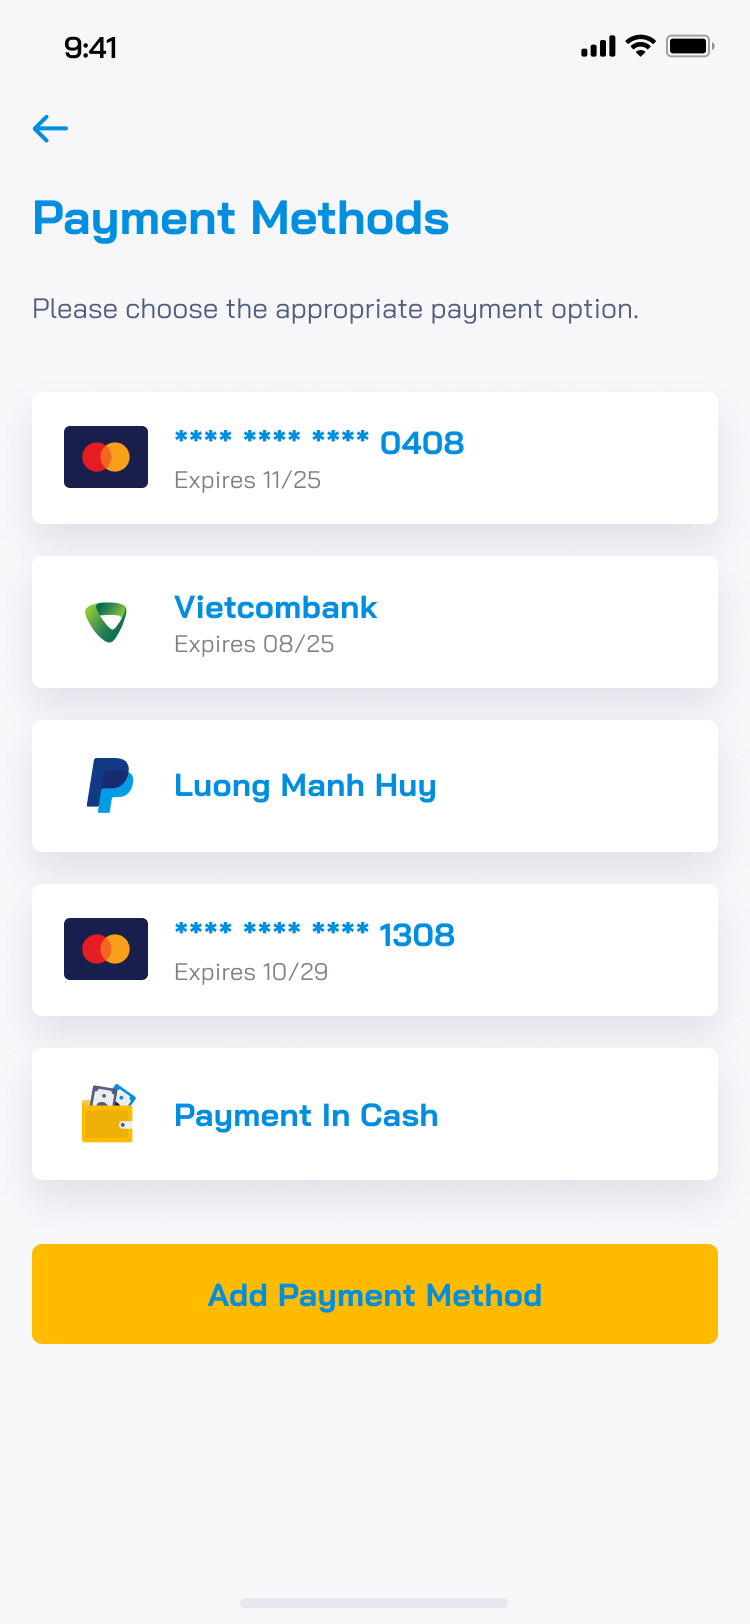 9:41
Payment Methods
Please choose the appropriate payment option.
**** **** **** 0408
Expires 11/25
Vietcombank
Expires 08/25
Luong Manh Huy
**** **** **** 1308
Expires 10/29
Payment In Cash
Add Payment Method